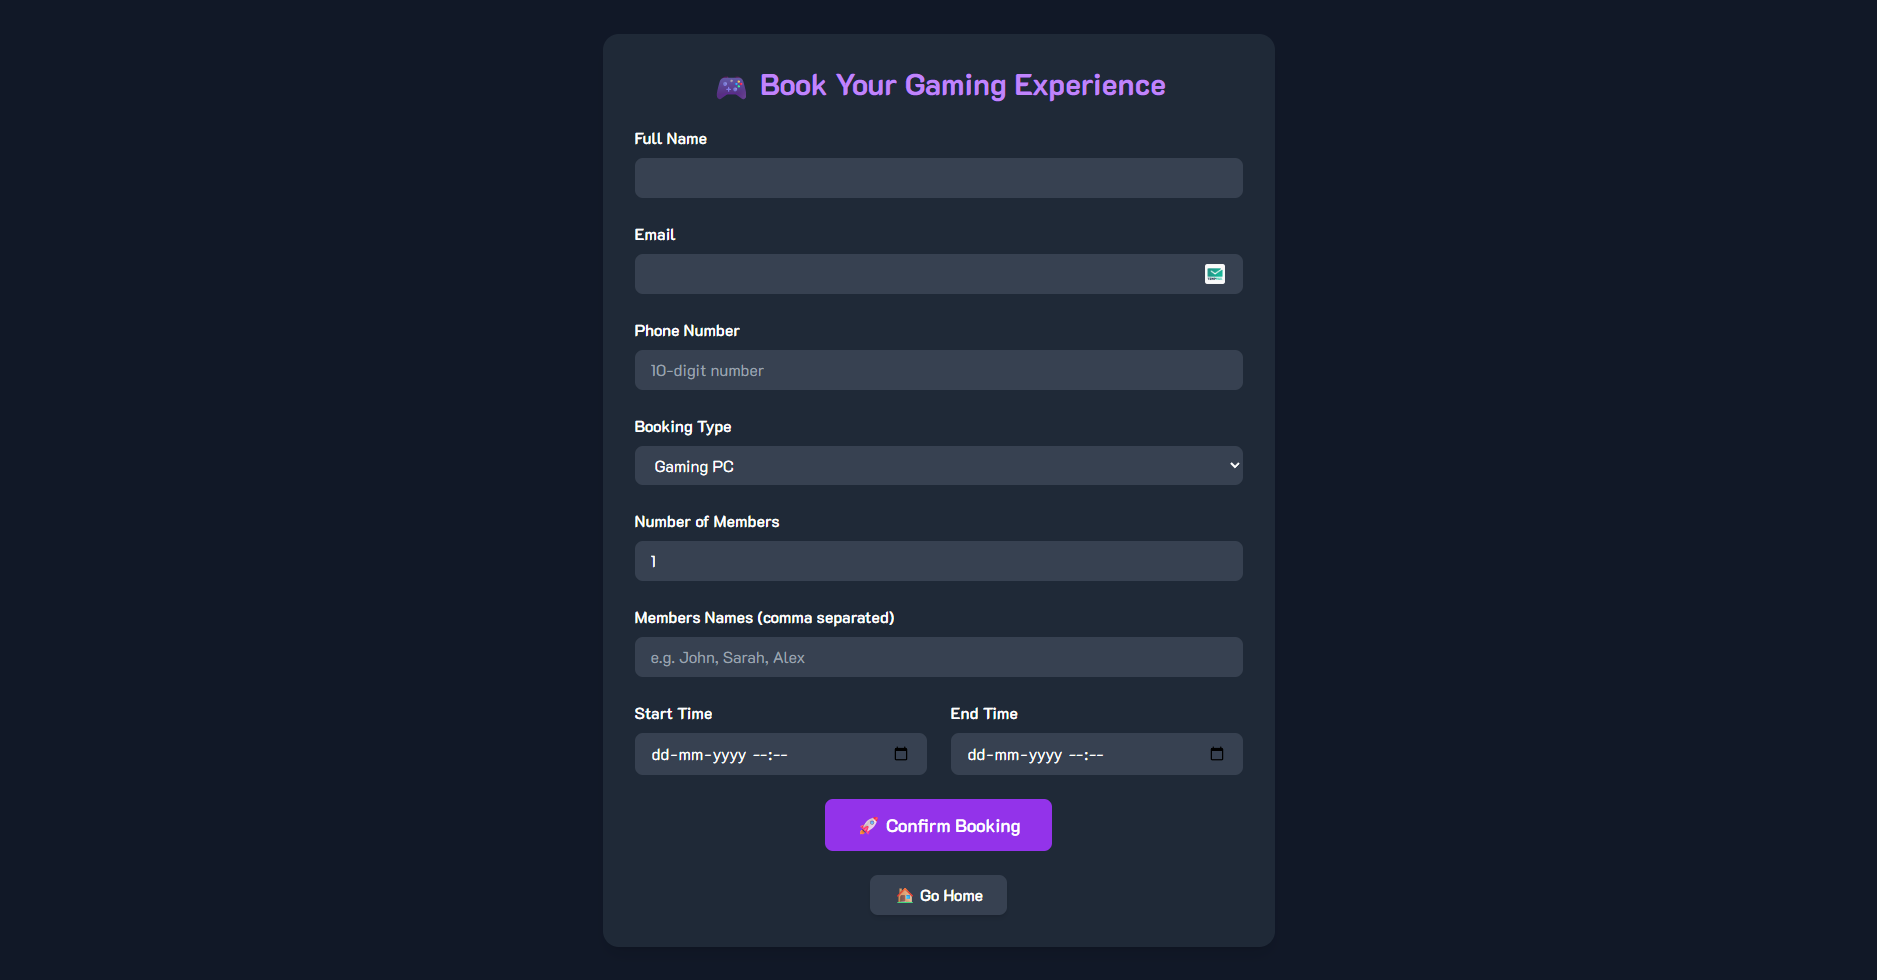 🎮 Book Your Gaming Experience
Full Name
Email
Phone Number
10-digit number
Booking Type
Gaming PC
Number of Members
1
Members Names (comma separated)
e.g. John, Sarah, Alex
Start Time End Time
dd-mm-yyyy --:-- dd-mm-yyyy --:--
🚀 Confirm Booking
🏠 Go Home